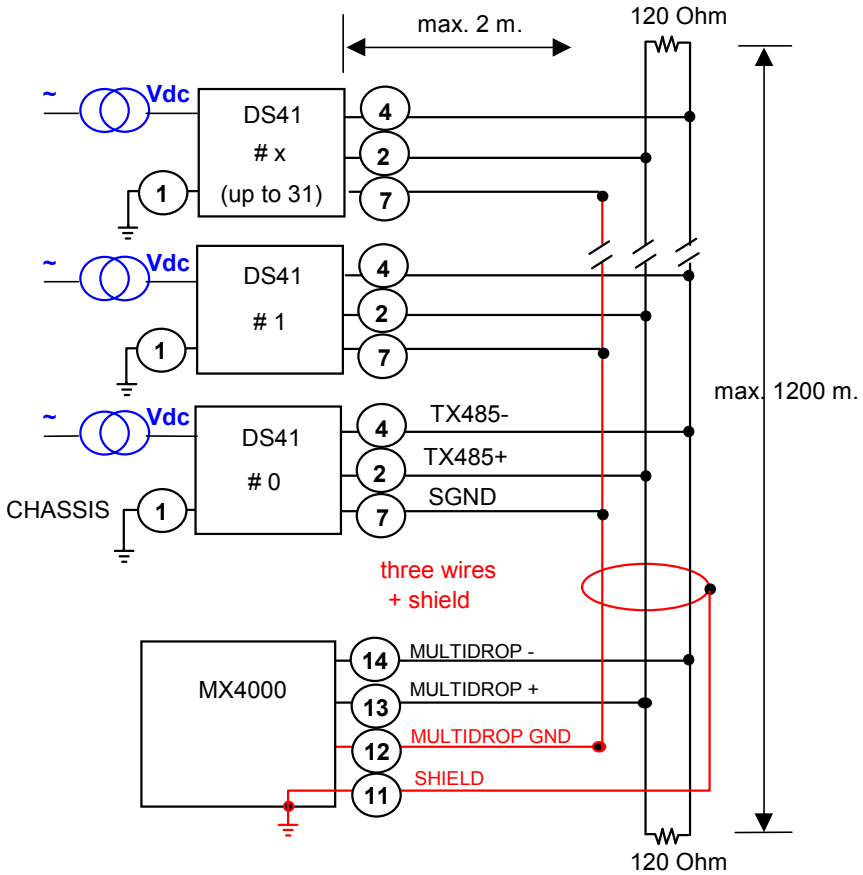 120 Ohm
max. 2 m.
~
Vdc
DS41
# x
(up to 31)
4
2
7
1
~
Vdc
DS41
# 1
4
2
7
1
max. 1200 m.
~
Vdc
DS41
# 0
4
TX485-
2
TX485+
7
SGND
CHASSIS
1
three wires
+ shield
MX4000
14
MULTIDROP -
13
MULTIDROP +
12
MULTIDROP GND
11
SHIELD
120 Ohm